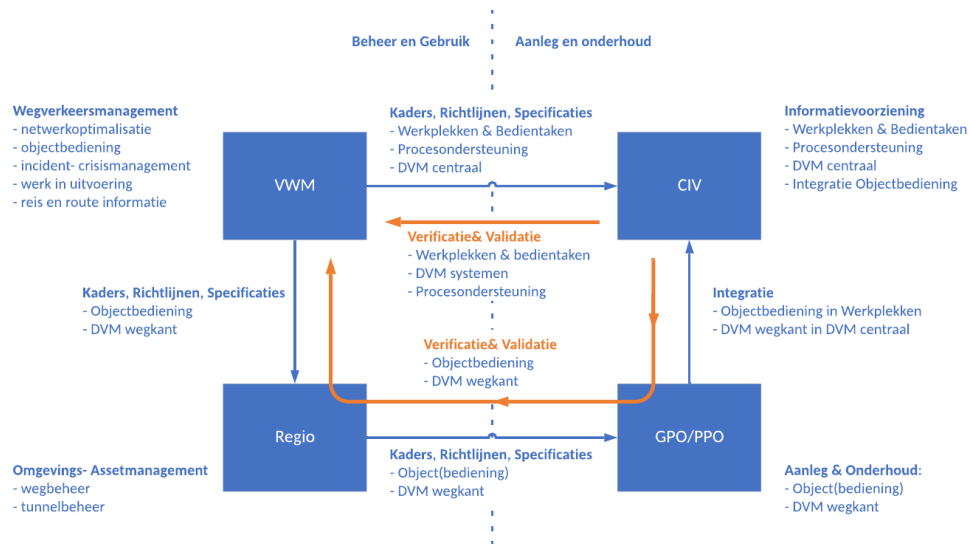 Beheer en Gebruik
Aanleg en onderhoud
Wegverkeersmanagement
- netwerkoptimalisatie
- objectbediening
- incident- crisismanagement
- werk in uitvoering
- reis en route informatie
VWM
Kaders, Richtlijnen, Specificaties
- Werkplekken & Bedientaken
- Procesondersteuning
- DVM centraal
CIV
Informatievoorziening
- Werkplekken & Bedientaken
- Procesondersteuning
- DVM centraal
- Integratie Objectbediening
Verificatie& Validatie
- Werkplekken & bedientaken
- DVM systemen
- Procesondersteuning
Kaders, Richtlijnen, Specificaties
- Objectbediening
- DVM wegkant
Integratie
- Objectbediening in Werkplekken
- DVM wegkant in DVM centraal
Verificatie& Validatie
- Objectbediening
- DVM wegkant
Regio
GPO/PPO
Omgevings- Assetmanagement
- wegbeheer
- tunnelbeheer
Kaders, Richtlijnen, Specificaties
- Object(bediening)
- DVM wegkant
Aanleg & Onderhoud:
- Object(bediening)
- DVM wegkant